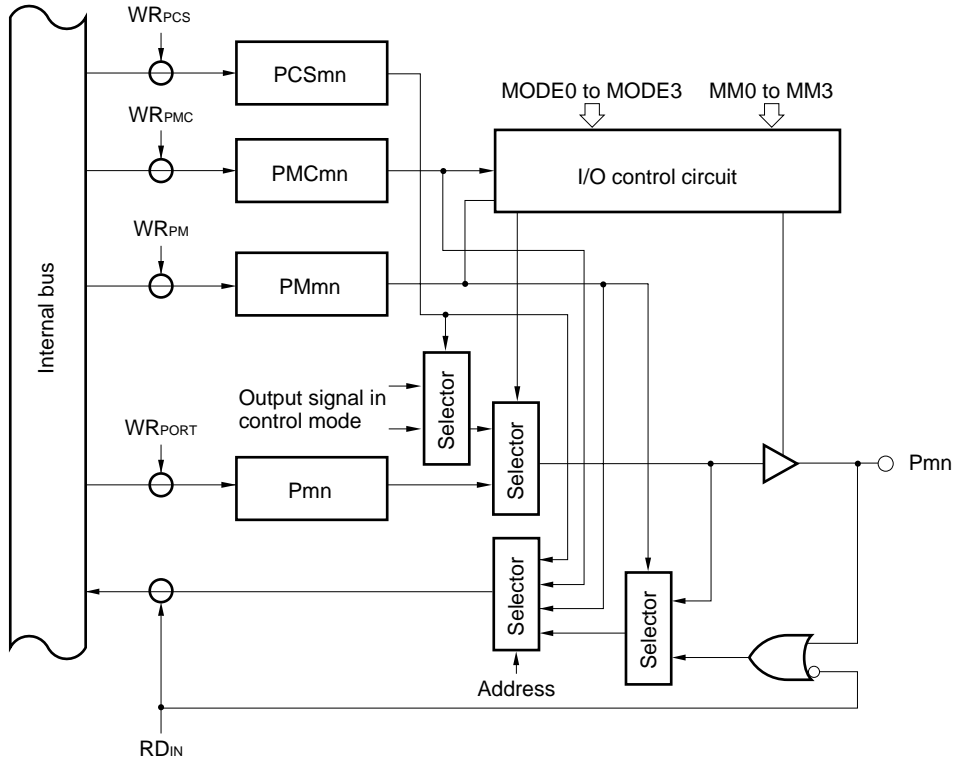 WRPCS
PCSmn
MODE0 to MODE3
MM0 to MM3
WRPMC
PMCmn
I/O control circuit
WRPM
PMmn
Internal bus
Selector
Output signal in
control mode
WRPORT
Selector
Pmn
Pmn
Selector
Selector
Address
RDIN